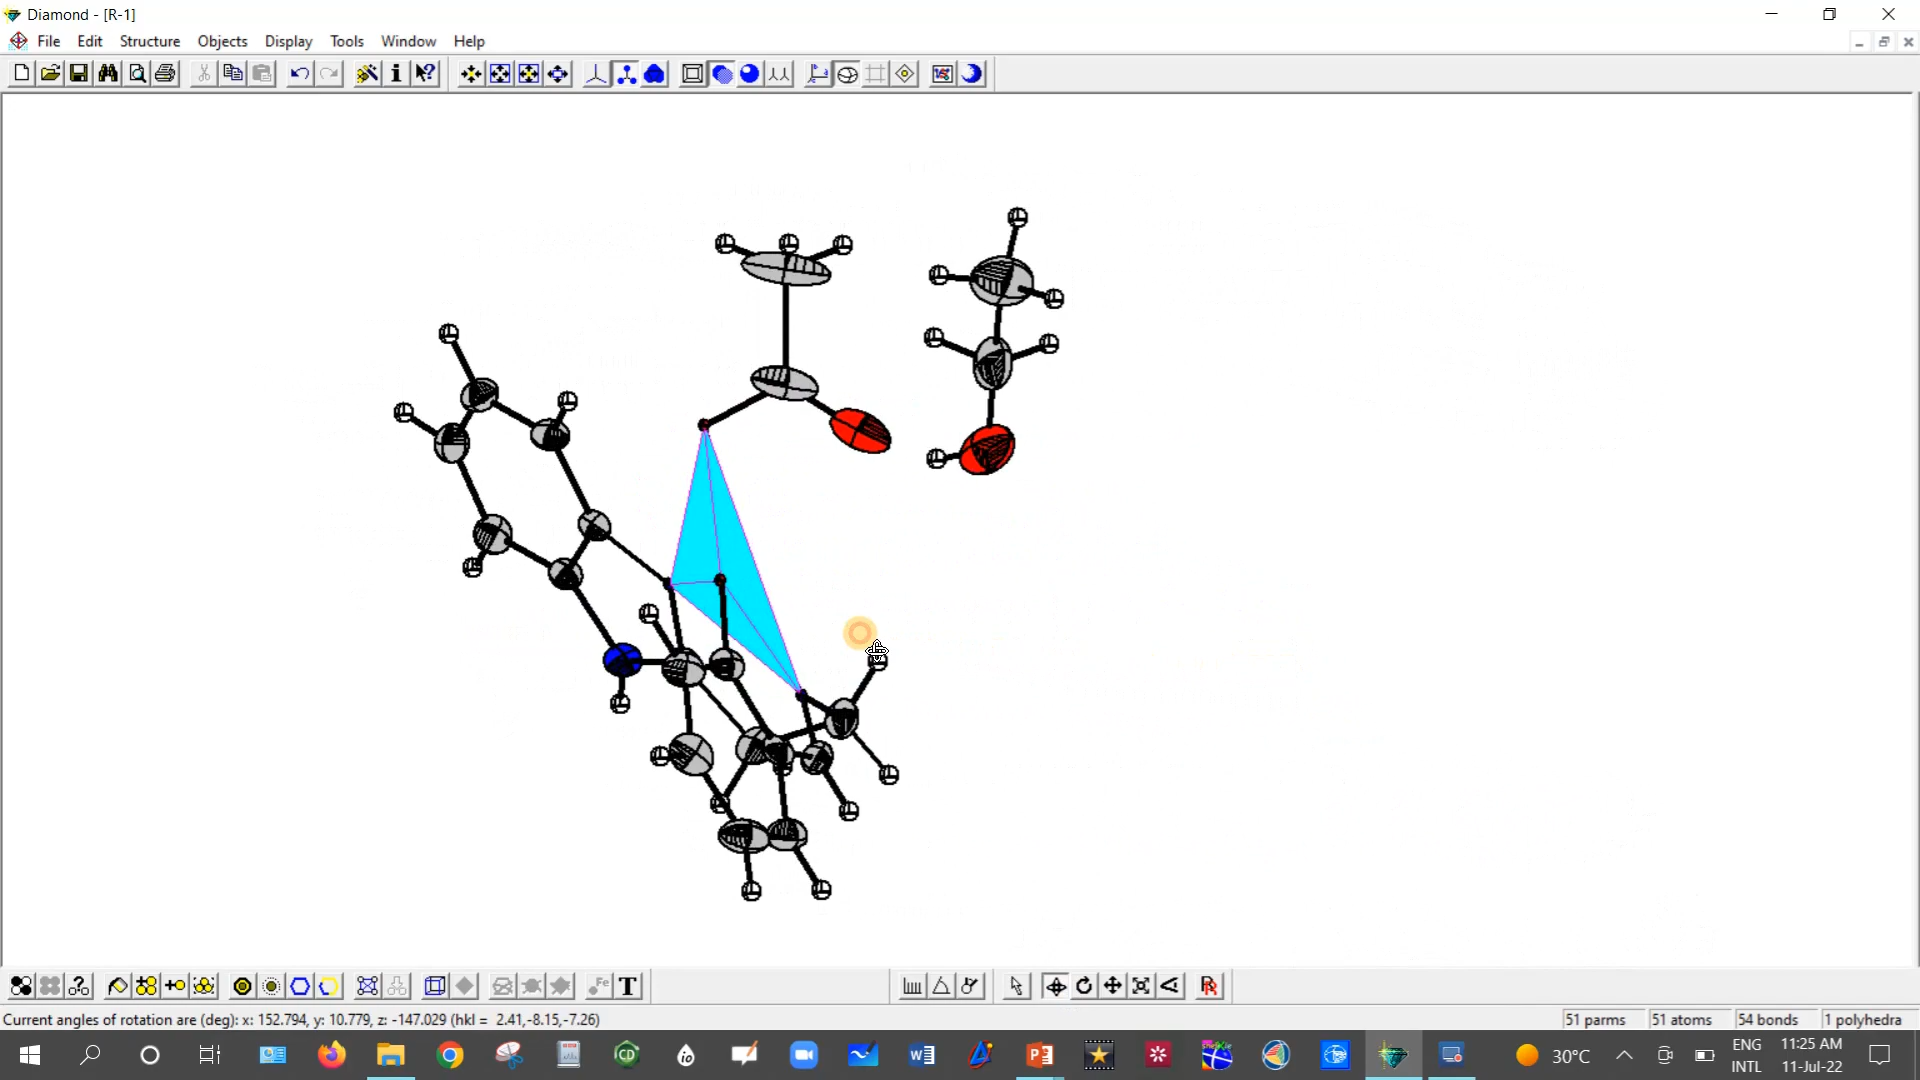 Diamond - [R-1]
File Edit Structure Objects Display Tools Window Help
Fe T
Current angles of rotation are (deg): x: 152.794, y: 10.779, z: -147.029 (hkl = 2.41,-8.15,-7.26)
51 parms 51 atoms 54 bonds 1 polyhedra
30°C
ENG
INTL
11:25 AM
11-Jul-22